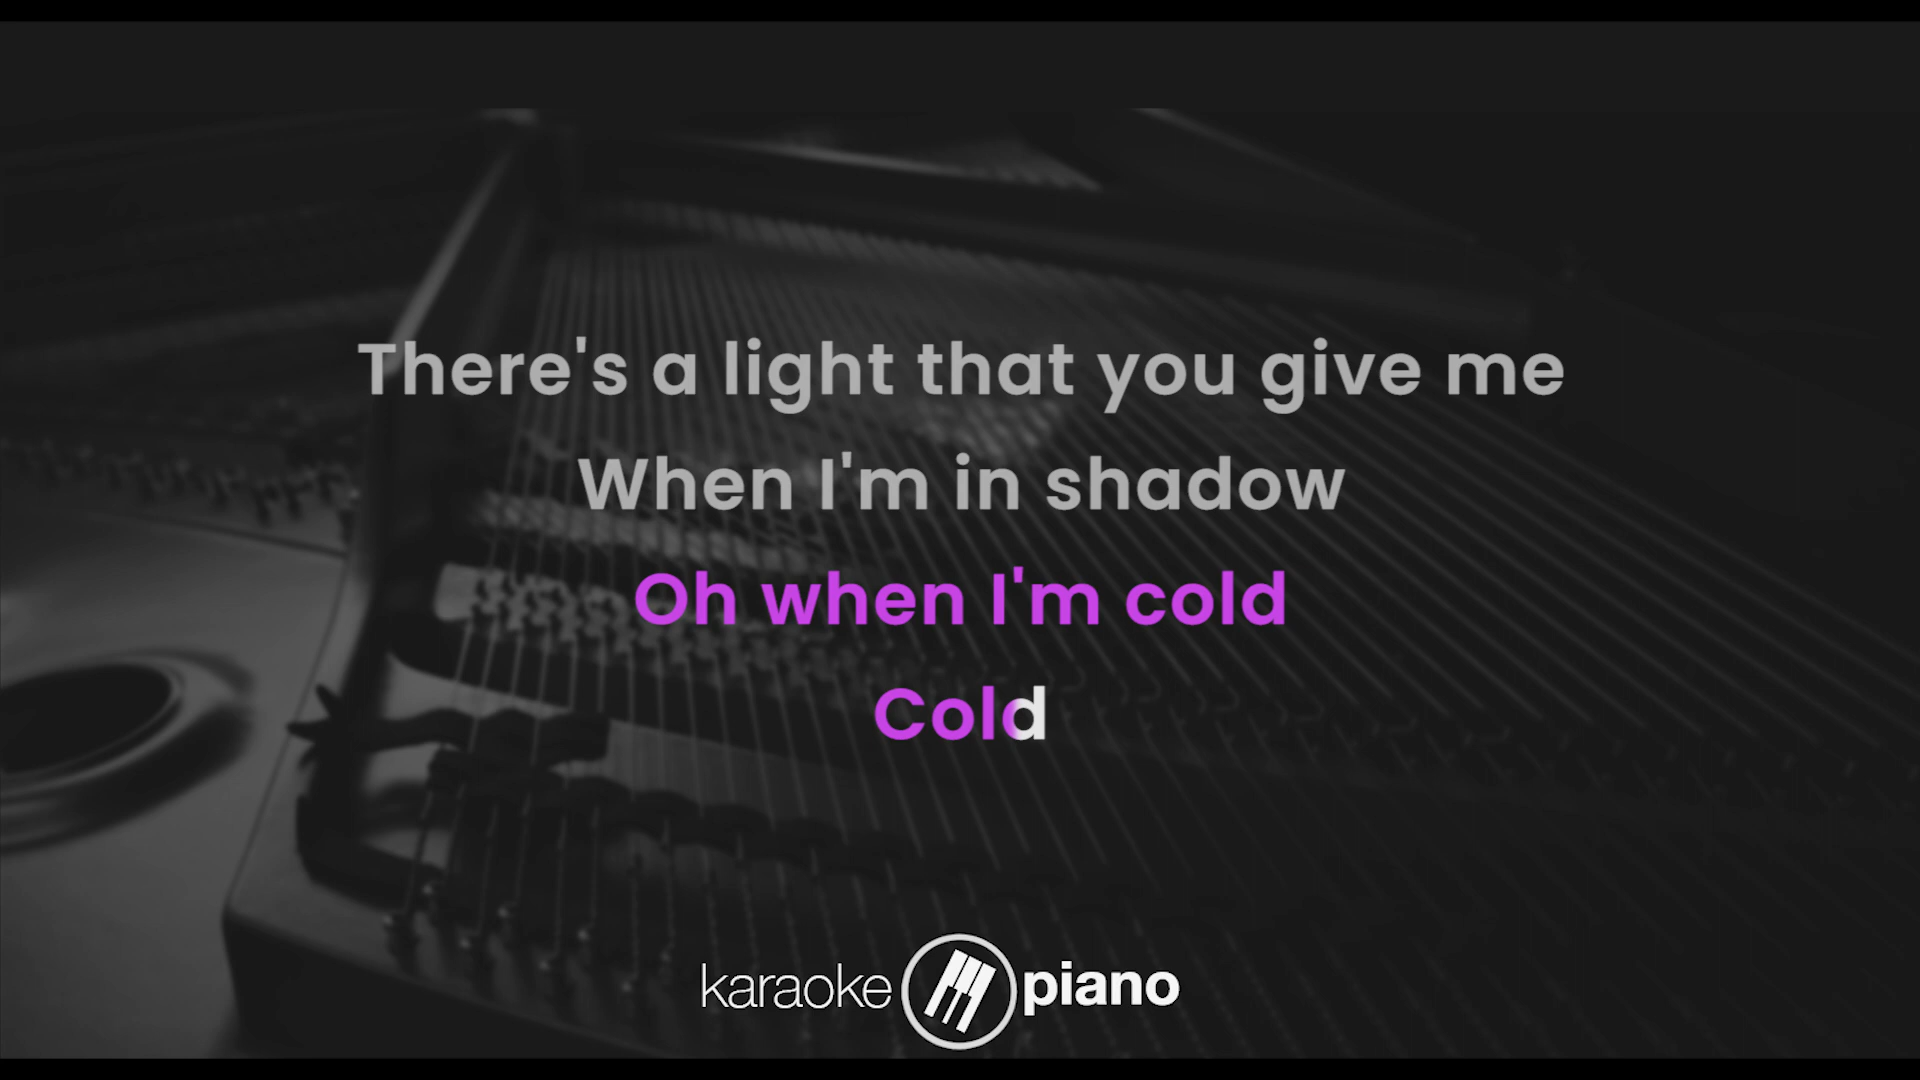 There's a light that you give me
When I'm in shadow
Oh when I'm cold
Cold
karaoke piano